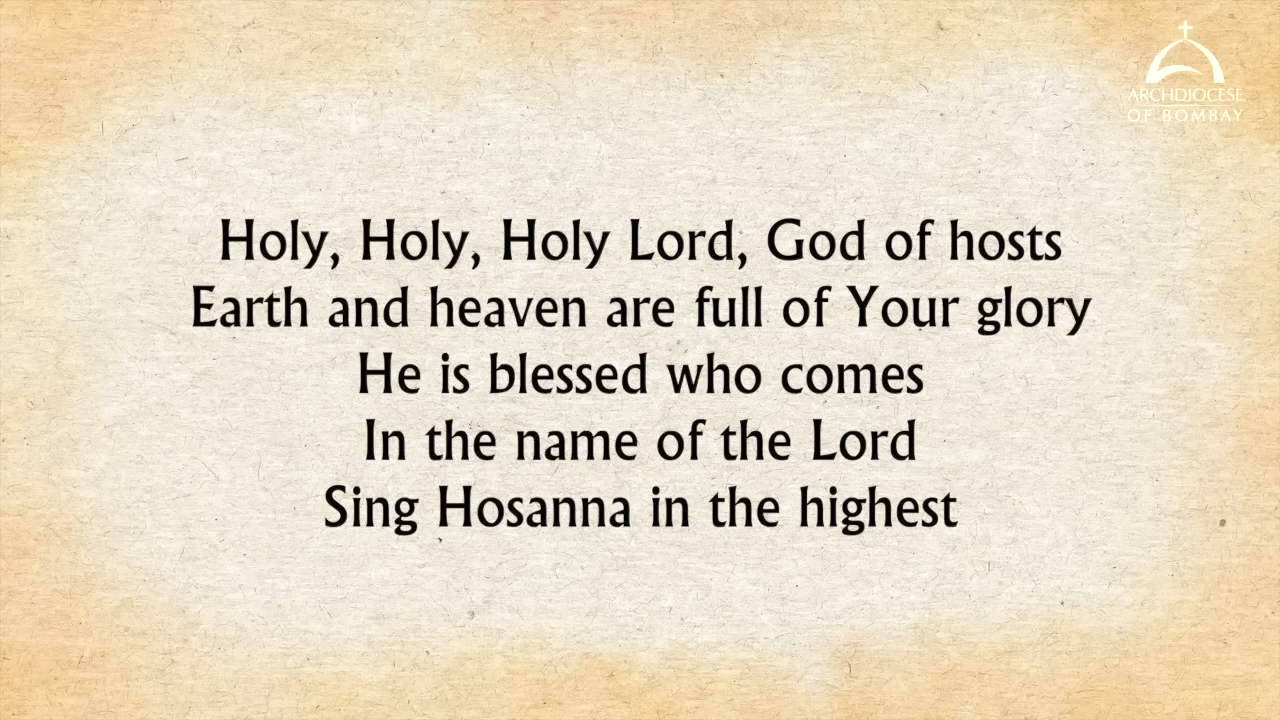 ARCHDIOCESE
OF BOMBAY
Holy, Holy, Holy Lord, God of hosts
Earth and heaven are full of Your glory
He is blessed who comes
In the name of the Lord
Sing Hosanna in the highest